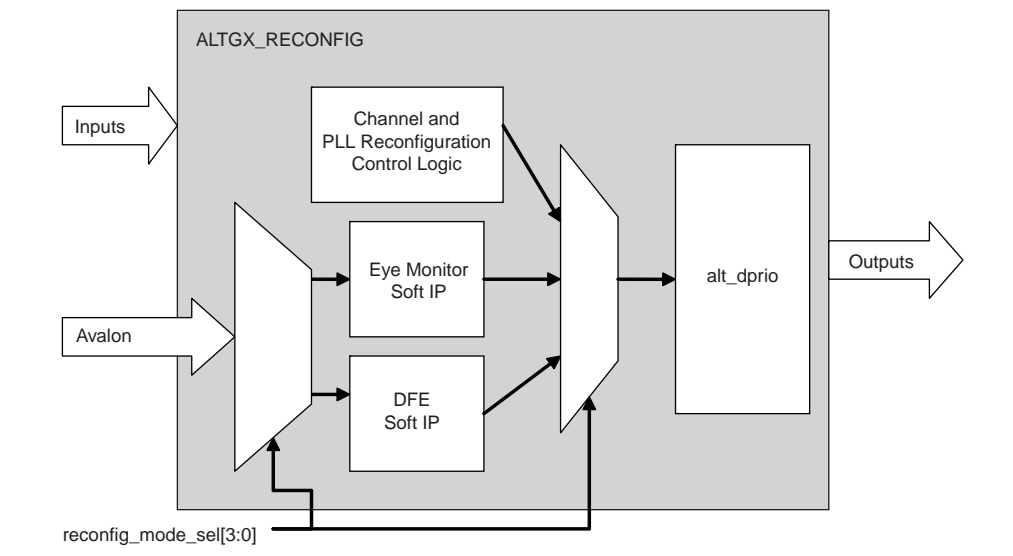 ALTGX_RECONFIG
Inputs
Channel and
PLL Reconfiguration
Control Logic
Eye Monitor
Soft IP
alt_dprio
Outputs
Avalon
DFE
Soft IP
reconfig_mode_sel[3:0]